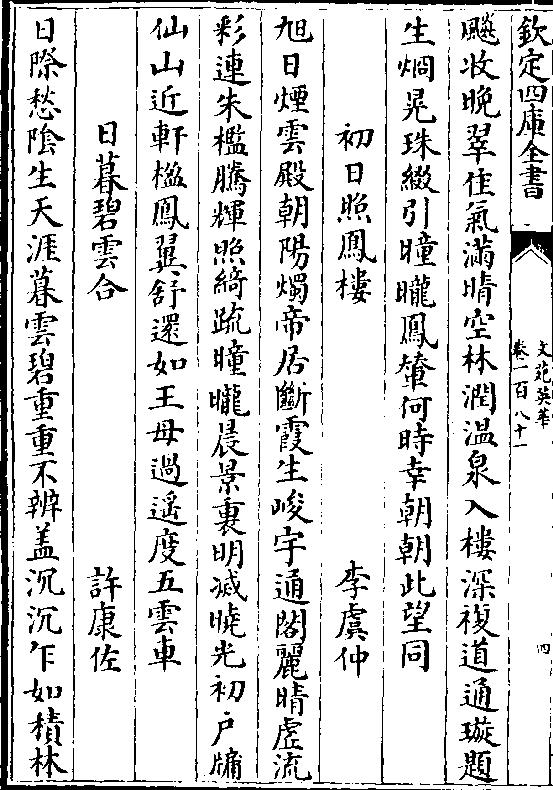 欽定四庫全書
文苑英華
卷一百八十一
四
飈收晚翠佳氣滿晴空林潤溫泉入樓深複道通璇題
生烱晃珠綴引曈曨鳳輦何時幸朝朝此望同
初日照鳳樓
李虞仲
旭日煙雲殿朝陽燭帝居斷霞生峻宇通閣麗晴虛流
彩連朱檻騰輝照綺疏曈曨晨景裏明滅曉光初戶牖
仙山近軒楹鳳翼舒還如王母過遥度五雲車
日暮碧雲合
許康佐
日際愁陰生天涯暮雲碧重重不辨盖沉沉乍如積林